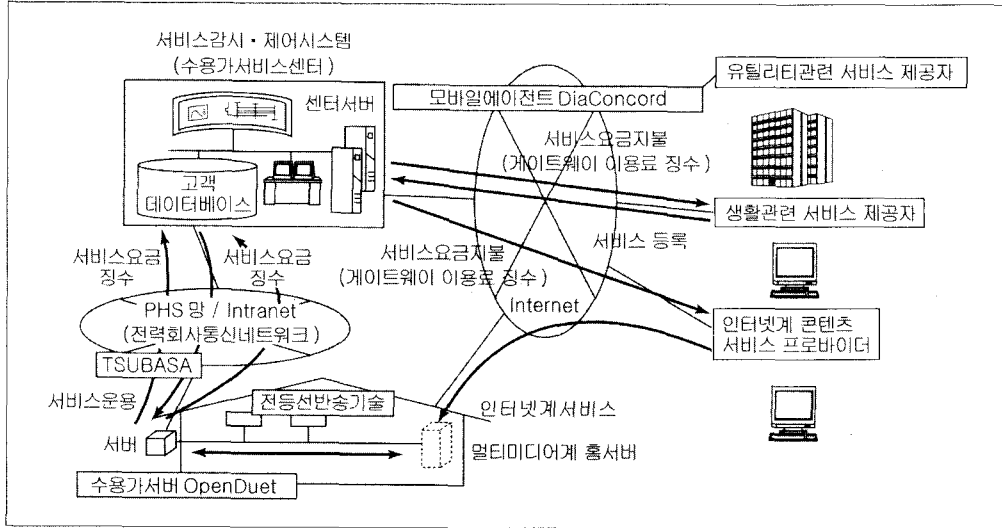 서비스감시·제어시스템
(수용가서비스센터)
센터서버
고객
데이터베이스
모바일에이전트 DiaConcord
유틸리티관련 서비스 제공자
서비스요금지불
(게이트웨이 이용료 징수)
생활관련 서비스 제공자
서비스 등록
서비스요금
징수
서비스요금
징수
서비스요금지불
(게이트웨이 이용료 징수)
Internet
인터넷계 콘텐츠
서비스 프로바이더
PHS망 / Intranet
(전력회사통신네트워크)
TSUBASA
서비스운용
전등선반송기술
인터넷계서비스
서버
멀티미디어계 홈서버
수용가서버 OpenDuet